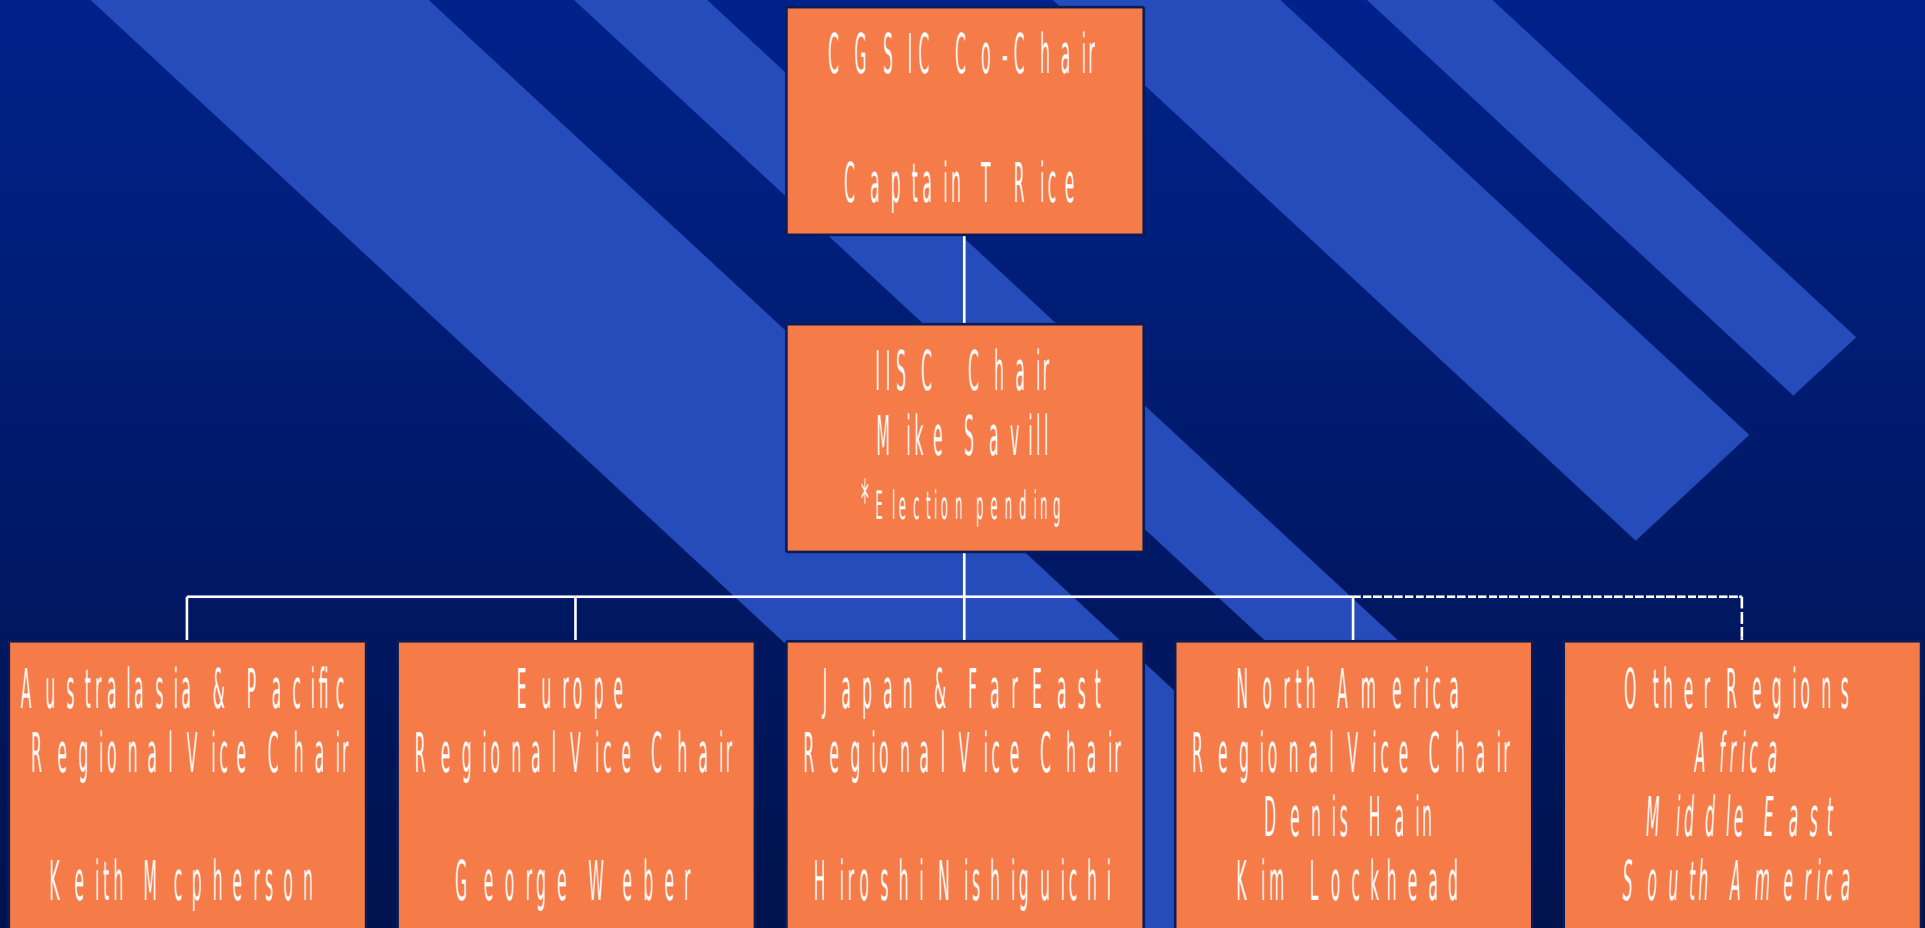 CGSIC Co-Chair
Captain T Rice
IISC Chair
Mike Savill
*Election pending
Australasia & Pacific
Regional Vice Chair
Keith Mcpherson
Europe
Regional Vice Chair
George Weber
Japan & Far East
Regional Vice Chair
Hiroshi Nishiguichi
North America
Regional Vice Chair
Denis Hain
Kim Lockhead
Other Regions
Africa
Middle East
South America